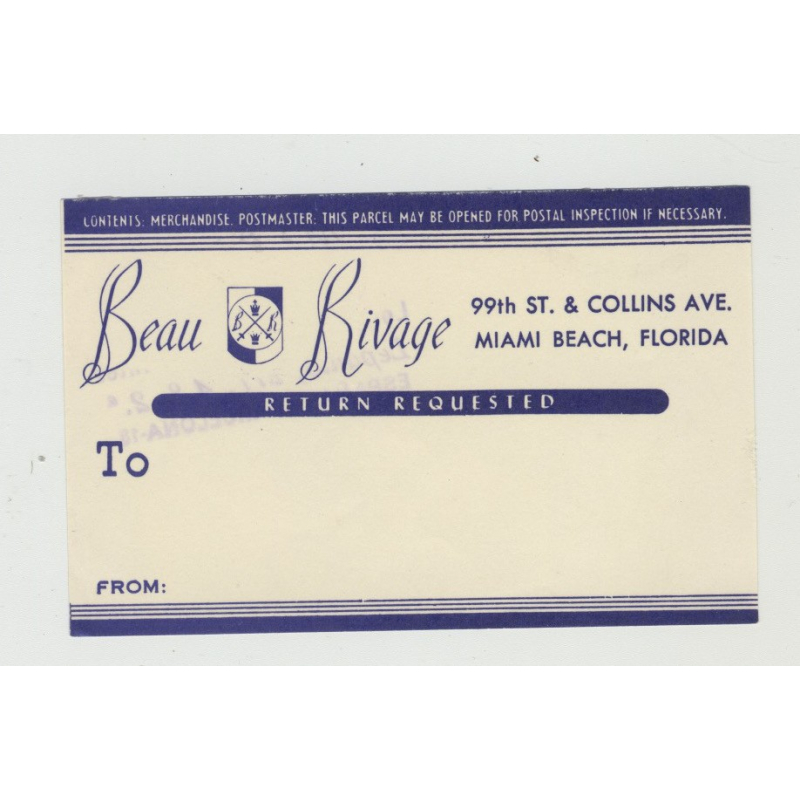 CONTENTS: MERCHANDISE. POSTMASTER: THIS PARCEL MAY BE OPENED FOR POSTAL INSPECTION IF NECESSARY.
Beau B R Rivage
99th ST. & COLLINS AVE.
MIAMI BEACH, FLORIDA
RETURN REQUESTED
To
FROM: